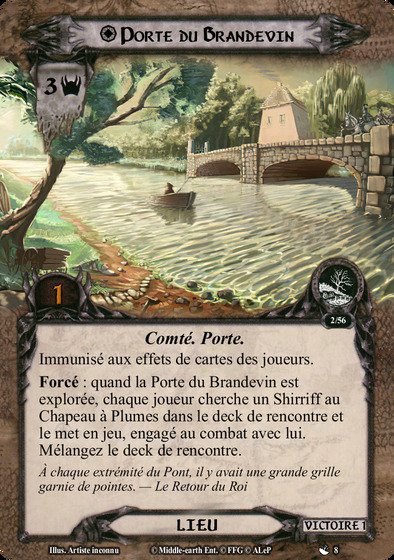 Porte du Brandevin
3
1
2/56
Comté. Porte.
Immunisé aux effets de cartes des joueurs.
Forcé : quand la Porte du Brandevin est
explorée, chaque joueur cherche un Shirriff au
Chapeau à Plumes dans le deck de rencontre et
le met en jeu, engagé au combat avec lui.
Mélangez le deck de rencontre.
À chaque extrémité du Pont, il y avait une grande grille
garnie de pointes. — Le Retour du Roi
LIEU
VICTOIRE 1
Illus. Artiste inconnu
© Middle-earth Ent. © FFG © ALeP
8